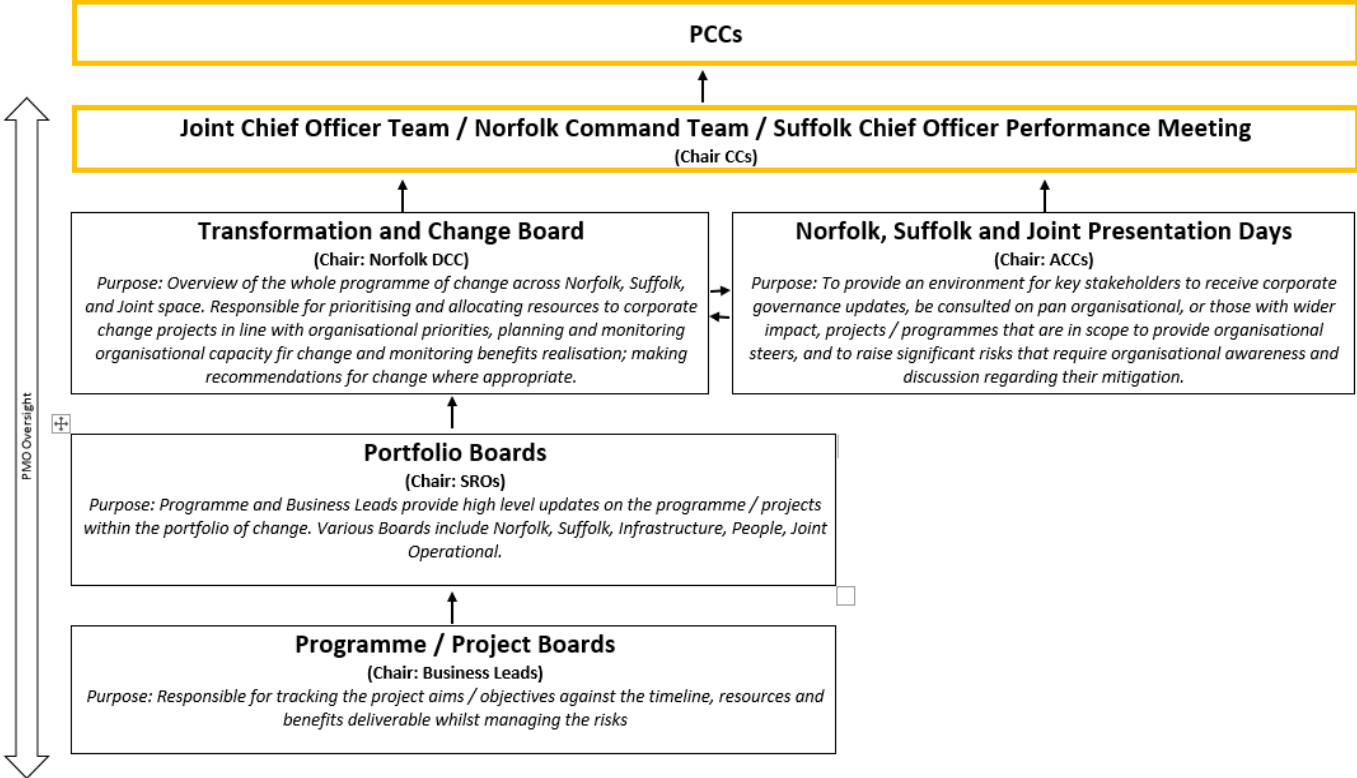 PCCs
Joint Chief Officer Team / Norfolk Command Team / Suffolk Chief Officer Performance Meeting
(Chair CCs)
Transformation and Change Board
(Chair: Norfolk DCC)
Purpose: Overview of the whole programme of change across Norfolk, Suffolk,
and Joint space. Responsible for prioritising and allocating resources to corporate
change projects in line with organisational priorities, planning and monitoring
organisational capacity fir change and monitoring benefits realisation; making
recommendations for change where appropriate.
Norfolk, Suffolk and Joint Presentation Days
(Chair: ACCs)
Purpose: To provide an environment for key stakeholders to receive corporate
governance updates, be consulted on pan organisational, or those with wider
impact, projects / programmes that are in scope to provide organisational
steers, and to raise significant risks that require organisational awareness and
discussion regarding their mitigation.
PMO Oversight
Portfolio Boards
(Chair: SROs)
Purpose: Programme and Business Leads provide high level updates on the programme / projects
within the portfolio of change. Various Boards include Norfolk, Suffolk, Infrastructure, People, Joint
Operational.
Programme / Project Boards
(Chair: Business Leads)
Purpose: Responsible for tracking the project aims / objectives against the timeline, resources and
benefits deliverable whilst managing the risks